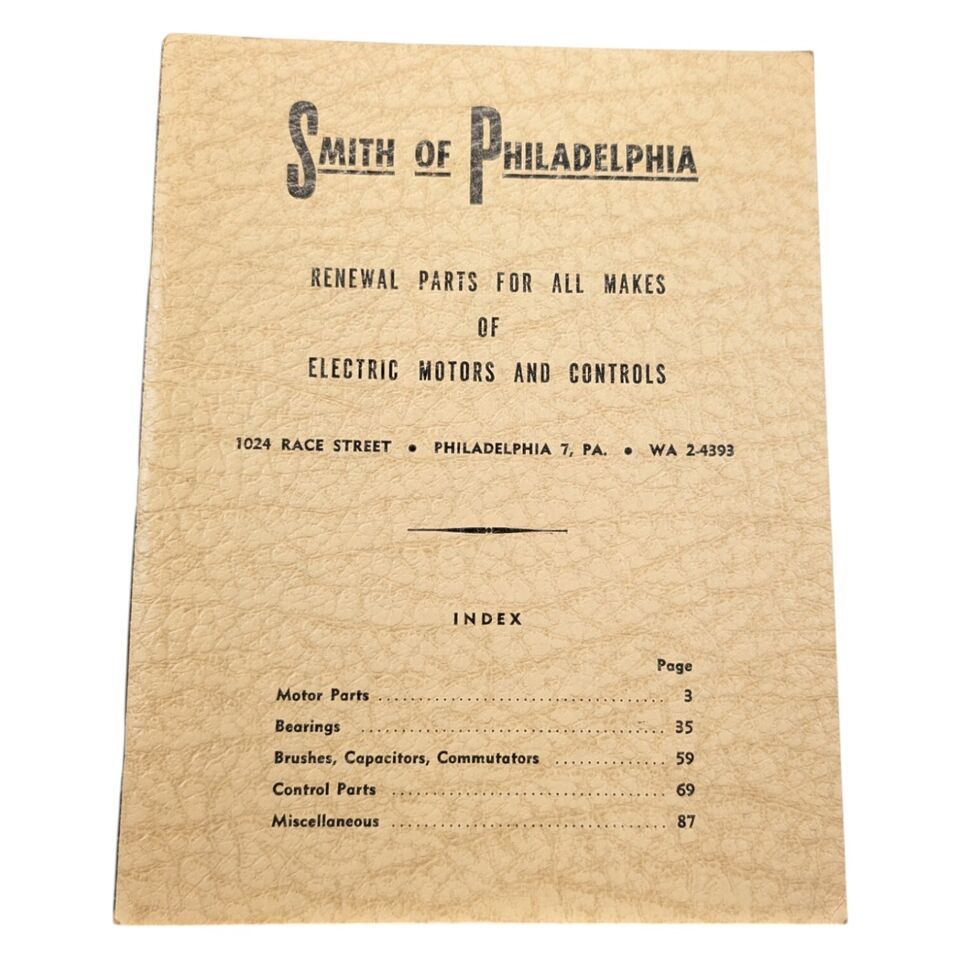 SMITH OF PHILADELPHIA
RENEWAL PARTS FOR ALL MAKES
OF
ELECTRIC MOTORS AND CONTROLS
1024 RACE STREET • PHILADELPHIA 7, PA. • WA 2-4393
INDEX
Page
Motor Parts ................................ 3
Bearings ................................ 35
Brushes, Capacitors, Commutators ............. 59
Control Parts ............................... 69
Miscellaneous ............................... 87